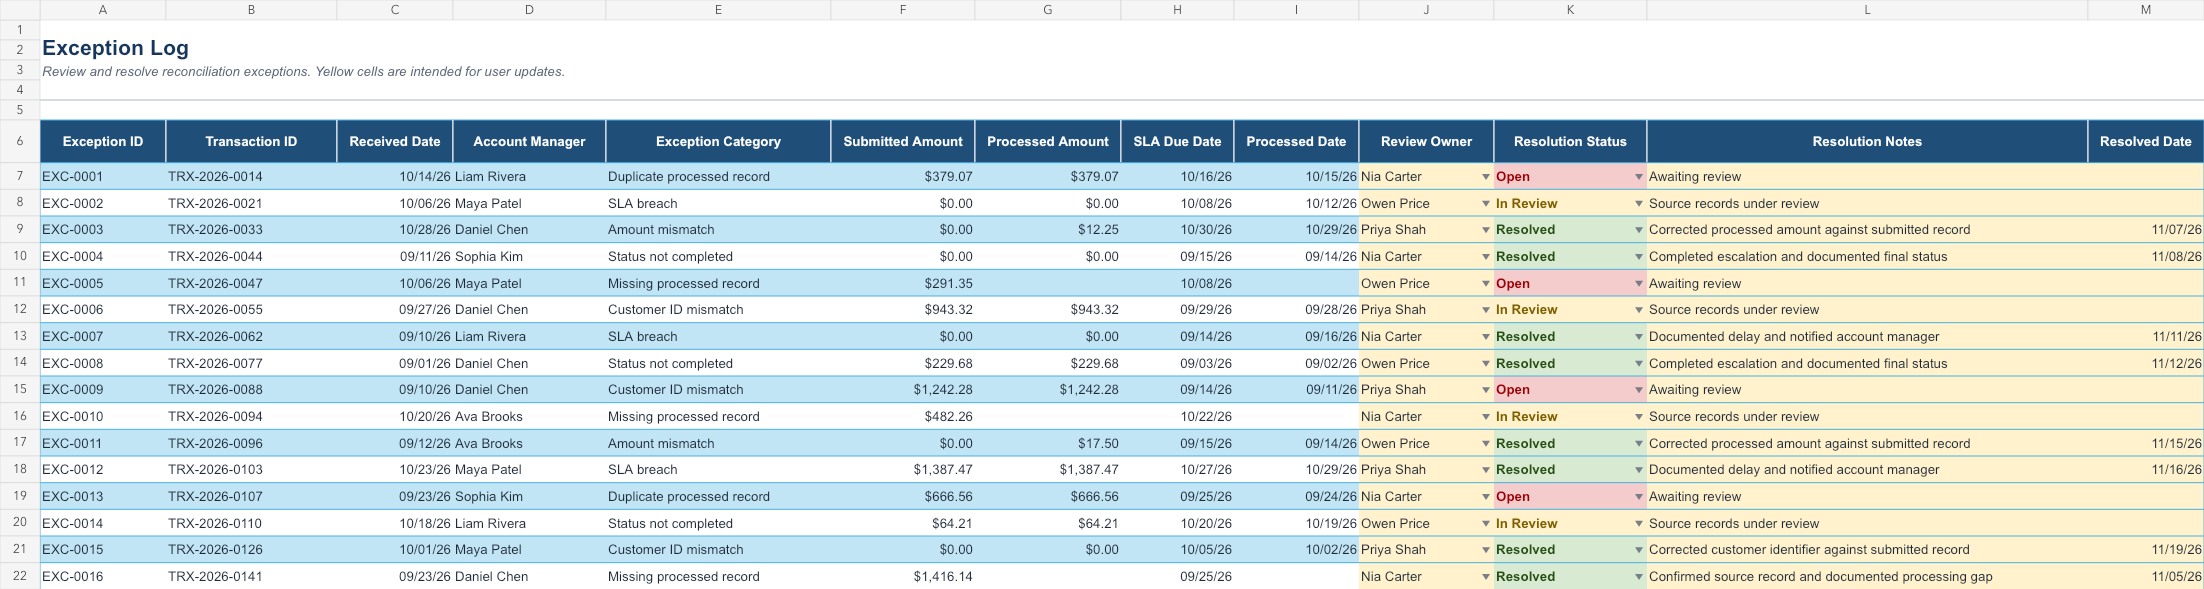 A B C D E F G H I J K L M
1
2 Exception Log
3 Review and resolve reconciliation exceptions. Yellow cells are intended for user updates.
4
5
6 Exception ID Transaction ID Received Date Account Manager Exception Category Submitted Amount Processed Amount SLA Due Date Processed Date Review Owner Resolution Status Resolution Notes Resolved Date
7 EXC-0001 TRX-2026-0014 10/14/26 Liam Rivera Duplicate processed record $379.07 $379.07 10/16/26 10/15/26 Nia Carter Open Awaiting review
8 EXC-0002 TRX-2026-0021 10/06/26 Maya Patel SLA breach $0.00 $0.00 10/08/26 10/12/26 Owen Price In Review Source records under review
9 EXC-0003 TRX-2026-0033 10/28/26 Daniel Chen Amount mismatch $0.00 $12.25 10/30/26 10/29/26 Priya Shah Resolved Corrected processed amount against submitted record 11/07/26
10 EXC-0004 TRX-2026-0044 09/11/26 Sophia Kim Status not completed $0.00 $0.00 09/15/26 09/14/26 Nia Carter Resolved Completed escalation and documented final status 11/08/26
11 EXC-0005 TRX-2026-0047 10/06/26 Maya Patel Missing processed record $291.35 10/08/26 Owen Price Open Awaiting review
12 EXC-0006 TRX-2026-0055 09/27/26 Daniel Chen Customer ID mismatch $943.32 $943.32 09/29/26 09/28/26 Priya Shah In Review Source records under review
13 EXC-0007 TRX-2026-0062 09/10/26 Liam Rivera SLA breach $0.00 $0.00 09/14/26 09/16/26 Nia Carter Resolved Documented delay and notified account manager 11/11/26
14 EXC-0008 TRX-2026-0077 09/01/26 Daniel Chen Status not completed $229.68 $229.68 09/03/26 09/02/26 Owen Price Resolved Completed escalation and documented final status 11/12/26
15 EXC-0009 TRX-2026-0088 09/10/26 Daniel Chen Customer ID mismatch $1,242.28 $1,242.28 09/14/26 09/11/26 Priya Shah Open Awaiting review
16 EXC-0010 TRX-2026-0094 10/20/26 Ava Brooks Missing processed record $482.26 10/22/26 Nia Carter In Review Source records under review
17 EXC-0011 TRX-2026-0096 09/12/26 Ava Brooks Amount mismatch $0.00 $17.50 09/15/26 09/14/26 Owen Price Resolved Corrected processed amount against submitted record 11/15/26
18 EXC-0012 TRX-2026-0103 10/23/26 Maya Patel SLA breach $1,387.47 $1,387.47 10/27/26 10/29/26 Priya Shah Resolved Documented delay and notified account manager 11/16/26
19 EXC-0013 TRX-2026-0107 09/23/26 Sophia Kim Duplicate processed record $666.56 $666.56 09/25/26 09/24/26 Nia Carter Open Awaiting review
20 EXC-0014 TRX-2026-0110 10/18/26 Liam Rivera Status not completed $64.21 $64.21 10/20/26 10/19/26 Owen Price In Review Source records under review
21 EXC-0015 TRX-2026-0126 10/01/26 Maya Patel Customer ID mismatch $0.00 $0.00 10/05/26 10/02/26 Priya Shah Resolved Corrected customer identifier against submitted record 11/19/26
22 EXC-0016 TRX-2026-0141 09/23/26 Daniel Chen Missing processed record $1,416.14 09/25/26 Nia Carter Resolved Confirmed source record and documented processing gap 11/05/26